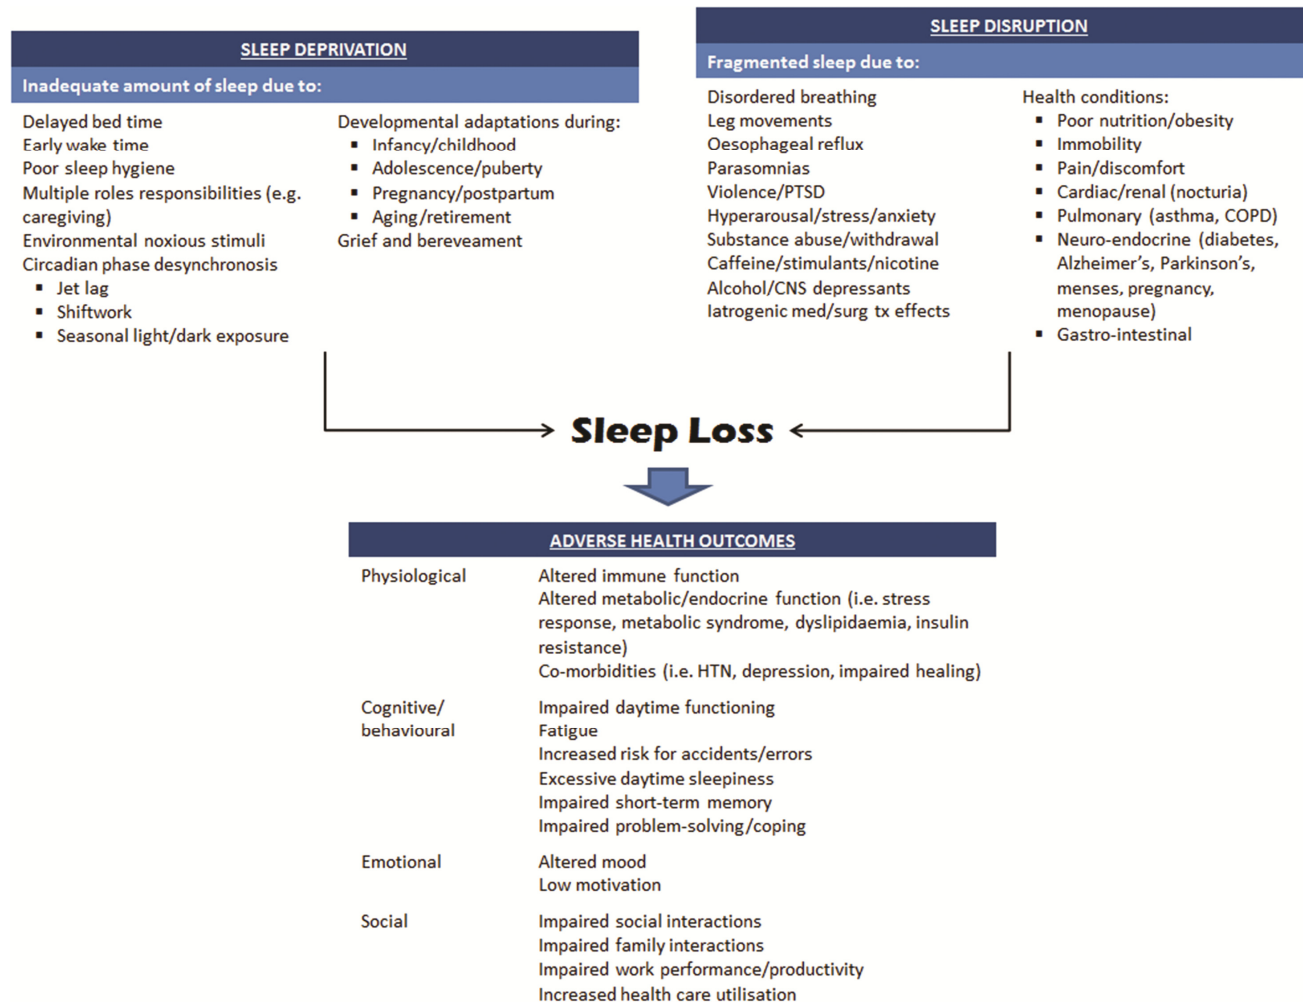 SLEEP DEPRIVATION
Inadequate amount of sleep due to:
Delayed bed time
Early wake time
Poor sleep hygiene
Multiple roles responsibilities (e.g.
caregiving)
Environmental noxious stimuli
Circadian phase desynchronosis
▪ Jet lag
▪ Shiftwork
▪ Seasonal light/dark exposure
Developmental adaptations during:
▪ Infancy/childhood
▪ Adolescence/puberty
▪ Pregnancy/postpartum
▪ Aging/retirement
Grief and bereveament
SLEEP DISRUPTION
Fragmented sleep due to:
Disordered breathing
Leg movements
Oesophageal reflux
Parasomnias
Violence/PTSD
Hyperarousal/stress/anxiety
Substance abuse/withdrawal
Caffeine/stimulants/nicotine
Alcohol/CNS depressants
Iatrogenic med/surg tx effects
Health conditions:
▪ Poor nutrition/obesity
▪ Immobility
▪ Pain/discomfort
▪ Cardiac/renal (nocturia)
▪ Pulmonary (asthma, COPD)
▪ Neuro-endocrine (diabetes,
Alzheimer's, Parkinson's,
menses, pregnancy,
menopause)
▪ Gastro-intestinal
Sleep Loss
ADVERSE HEALTH OUTCOMES
Physiological
Altered immune function
Altered metabolic/endocrine function (i.e. stress
response, metabolic syndrome, dyslipidaemia, insulin
resistance)
Co-morbidities (i.e. HTN, depression, impaired healing)
Cognitive/
behavioural
Impaired daytime functioning
Fatigue
Increased risk for accidents/errors
Excessive daytime sleepiness
Impaired short-term memory
Impaired problem-solving/coping
Emotional
Altered mood
Low motivation
Social
Impaired social interactions
Impaired family interactions
Impaired work performance/productivity
Increased health care utilisation